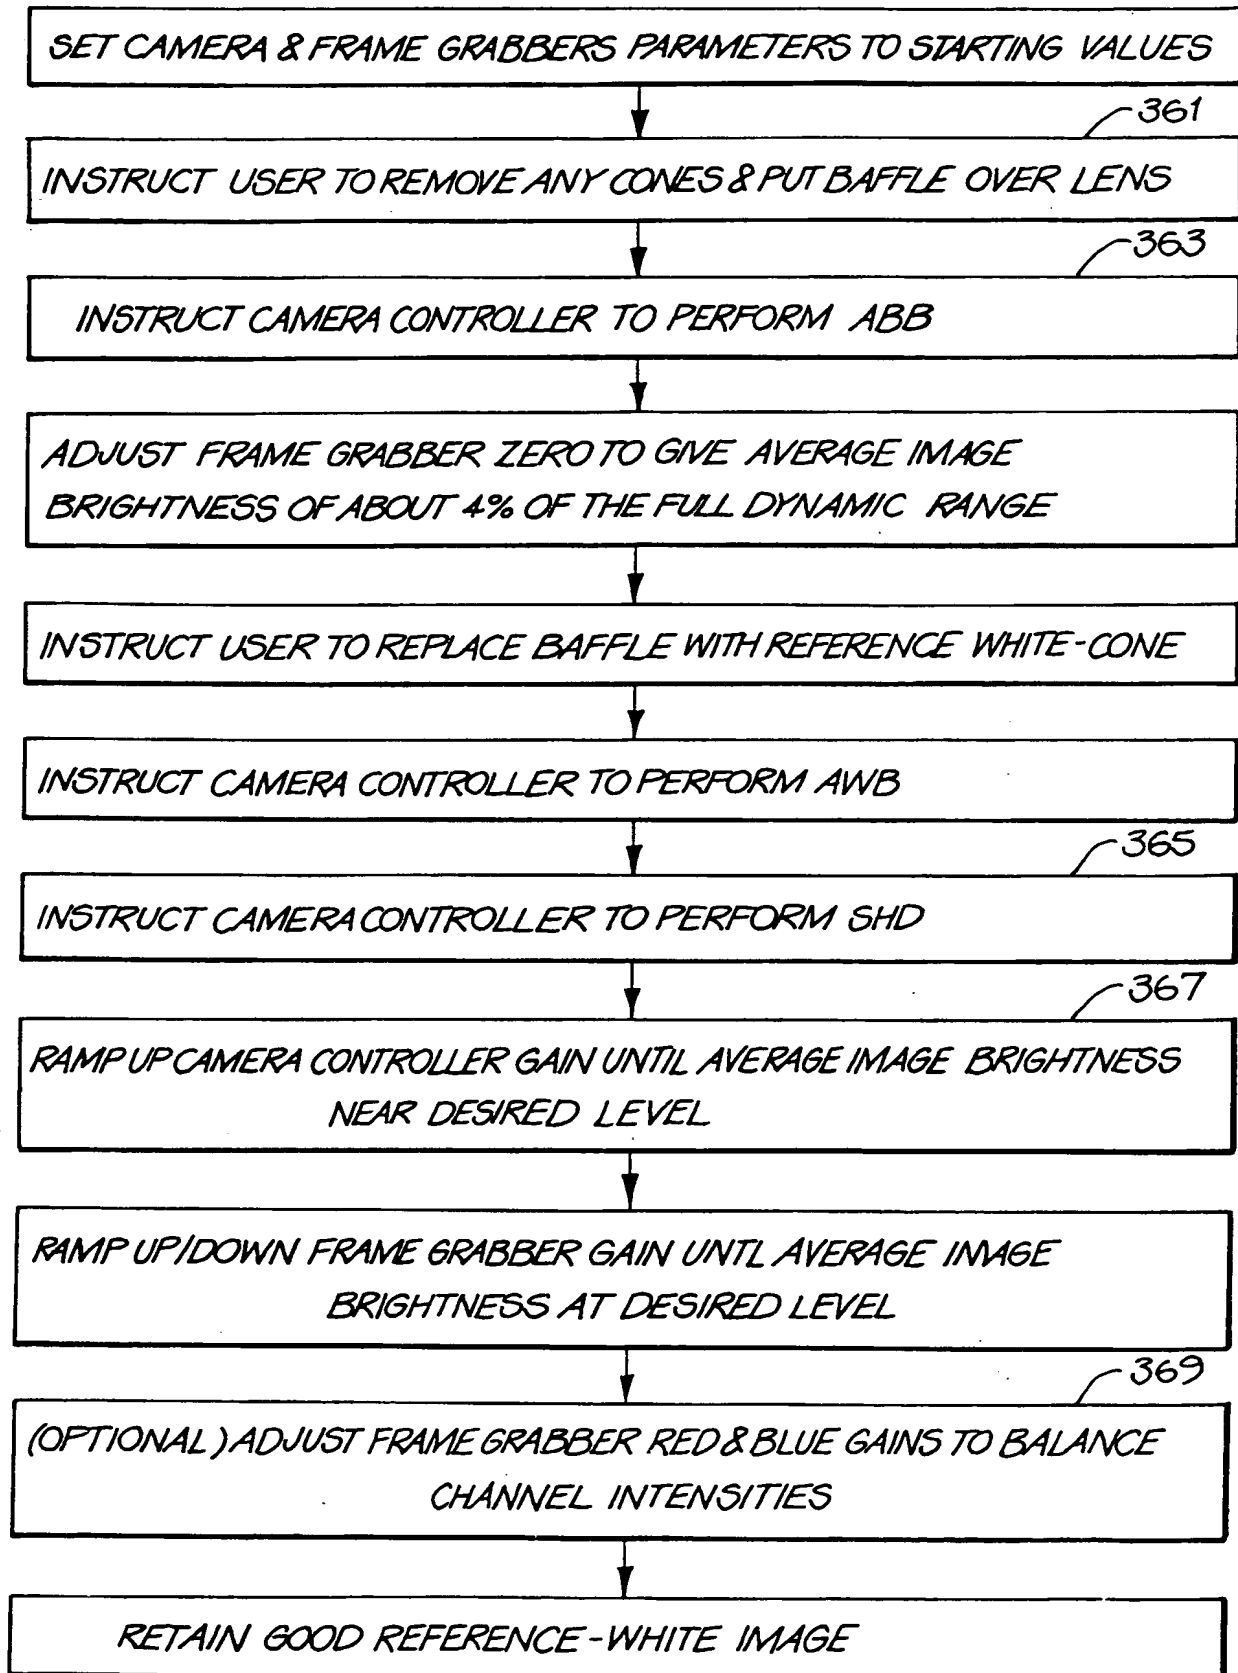 SET CAMERA & FRAME GRABBERS PARAMETERS TO STARTING VALUES
361
INSTRUCT USER TO REMOVE ANY CONES & PUT BAFFLE OVER LENS
363
INSTRUCT CAMERA CONTROLLER TO PERFORM ABB
ADJUST FRAME GRABBER ZERO TO GIVE AVERAGE IMAGE
BRIGHTNESS OF ABOUT 4% OF THE FULL DYNAMIC RANGE
INSTRUCT USER TO REPLACE BAFFLE WITH REFERENCE WHITE-CONE
INSTRUCT CAMERA CONTROLLER TO PERFORM AWB
365
INSTRUCT CAMERA CONTROLLER TO PERFORM SHD
367
RAMP UP CAMERA CONTROLLER GAIN UNTIL AVERAGE IMAGE BRIGHTNESS
NEAR DESIRED LEVEL
RAMP UP/DOWN FRAME GRABBER GAIN UNTL AVERAGE IMAGE
BRIGHTNESS AT DESIRED LEVEL
369
(OPTIONAL) ADJUST FRAME GRABBER RED & BLUE GAINS TO BALANCE
CHANNEL INTENSITIES
RETAIN GOOD REFERENCE-WHITE IMAGE